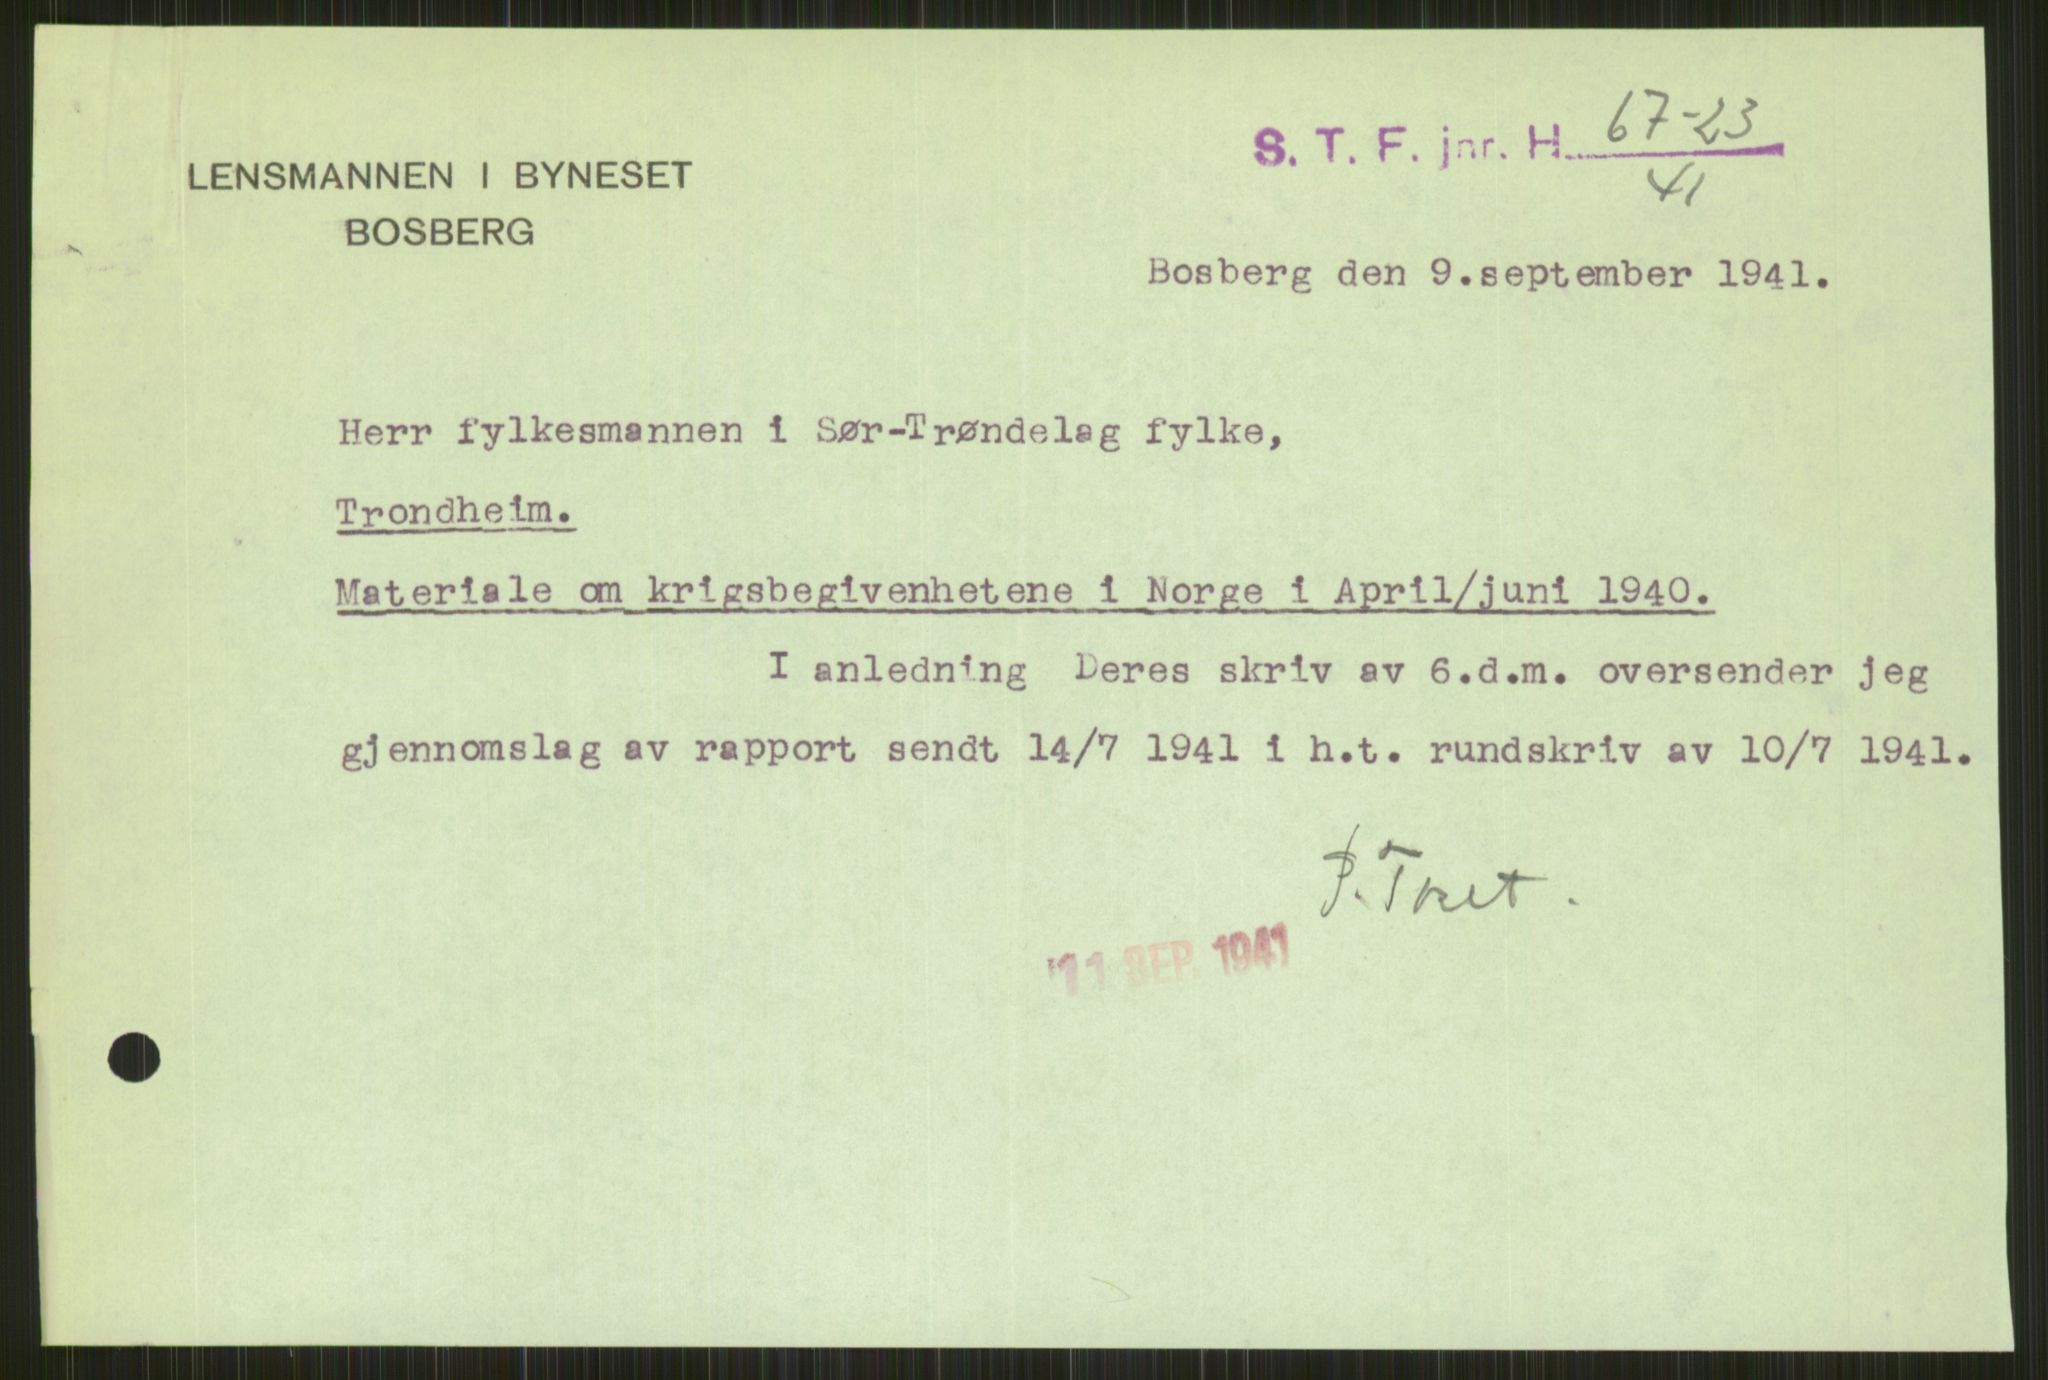 LENSMANNEN I BYNESET
BOSBERG
S. T. F. jnr. H. 67-23
41
Bosberg den 9.september 1941.
Herr fylkesmannen i Sør-Trøndelag fylke,
Trondheim.
Materiale om krigsbegivenhetene i Norge i April/juni 1940.
I anledning Deres skriv av 6.d.m. oversender jeg
gjennomslag av rapport sendt 14/7 1941 i h.t. rundskriv av 10/7 1941.
P.
11 SEP. 1941